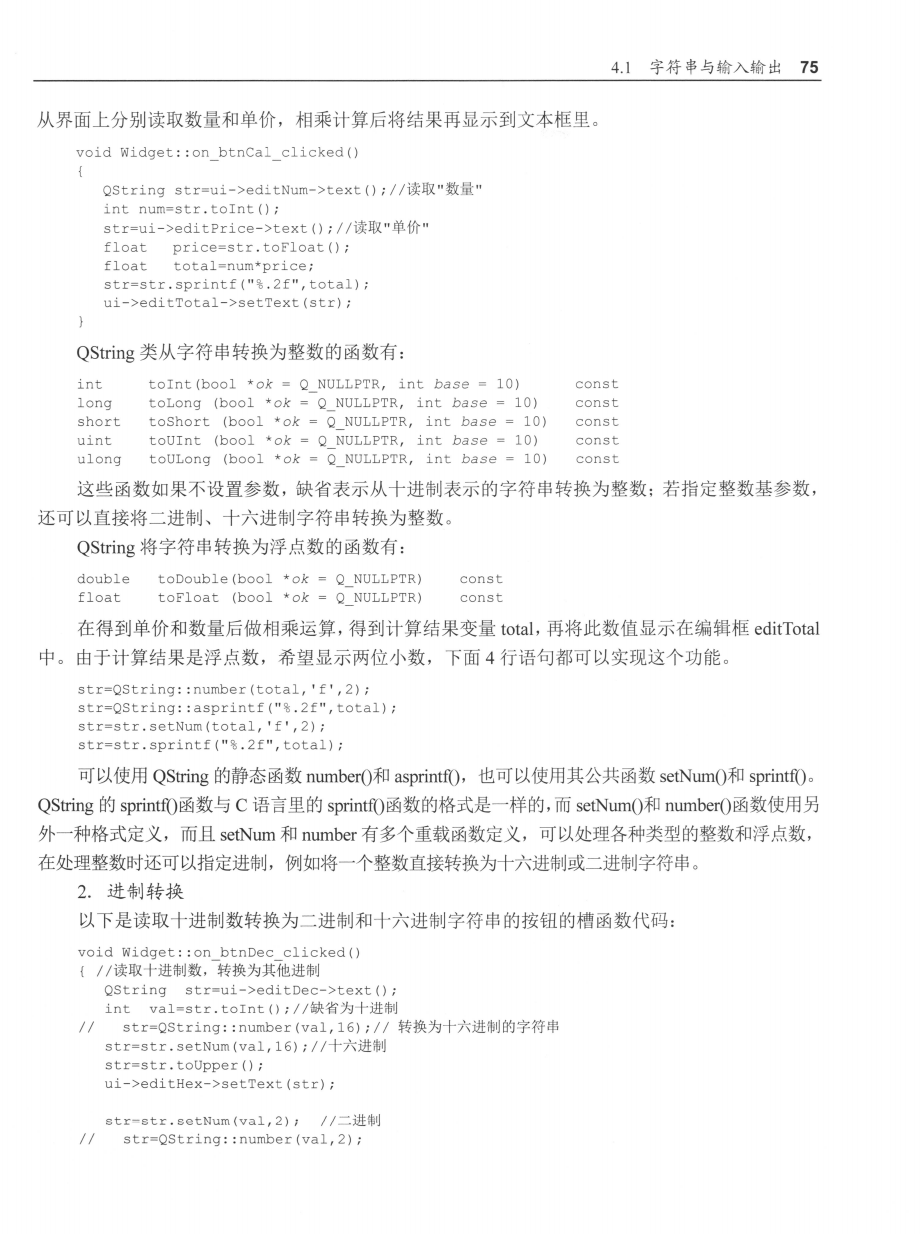 4.1 字符串与输入输出 75
从界面上分别读取数量和单价，相乘计算后将结果再显示到文本框里。
void Widget::on_btnCal_clicked()
{
QString str=ui->editNum->text();//读取"数量"
int num=str.toInt();
str=ui->editPrice->text();//读取"单价"
float price=str.toFloat();
float total=num*price;
str=str.sprintf("%.2f",total);
ui->editTotal->setText(str);
}
QString 类从字符串转换为整数的函数有：
int toInt(bool *ok = Q_NULLPTR, int base = 10) const
long toLong (bool *ok = Q_NULLPTR, int base = 10) const
short toShort (bool *ok = Q_NULLPTR, int base = 10) const
uint toUInt (bool *ok = Q_NULLPTR, int base = 10) const
ulong toULong (bool *ok = Q_NULLPTR, int base = 10) const
这些函数如果不设置参数，缺省表示从十进制表示的字符串转换为整数；若指定整数基参数，
还可以直接将二进制、十六进制字符串转换为整数。
QString 将字符串转换为浮点数的函数有：
double toDouble(bool *ok = Q_NULLPTR) const
float toFloat (bool *ok = Q_NULLPTR) const
在得到单价和数量后做相乘运算，得到计算结果变量 total，再将此数值显示在编辑框 editTotal
中。由于计算结果是浮点数，希望显示两位小数，下面 4 行语句都可以实现这个功能。
str=QString::number(total,'f',2);
str=QString::asprintf("%.2f",total);
str=str.setNum(total,'f',2);
str=str.sprintf("%.2f",total);
可以使用 QString 的静态函数 number()和 asprintf()，也可以使用其公共函数 setNum()和 sprintf()。
QString 的 sprintf()函数与 C 语言里的 sprintf()函数的格式是一样的，而 setNum()和 number()函数使用另
外一种格式定义，而且 setNum 和 number 有多个重载函数定义，可以处理各种类型的整数和浮点数，
在处理整数时还可以指定进制，例如将一个整数直接转换为十六进制或二进制字符串。
2. 进制转换
以下是读取十进制数转换为二进制和十六进制字符串的按钮的槽函数代码：
void Widget::on_btnDec_clicked()
{ //读取十进制数，转换为其他进制
QString str=ui->editDec->text();
int val=str.toInt();//缺省为十进制
// str=QString::number(val,16);// 转换为十六进制的字符串
str=str.setNum(val,16);//十六进制
str=str.toUpper();
ui->editHex->setText(str);
str=str.setNum(val,2); //二进制
// str=QString::number(val,2);